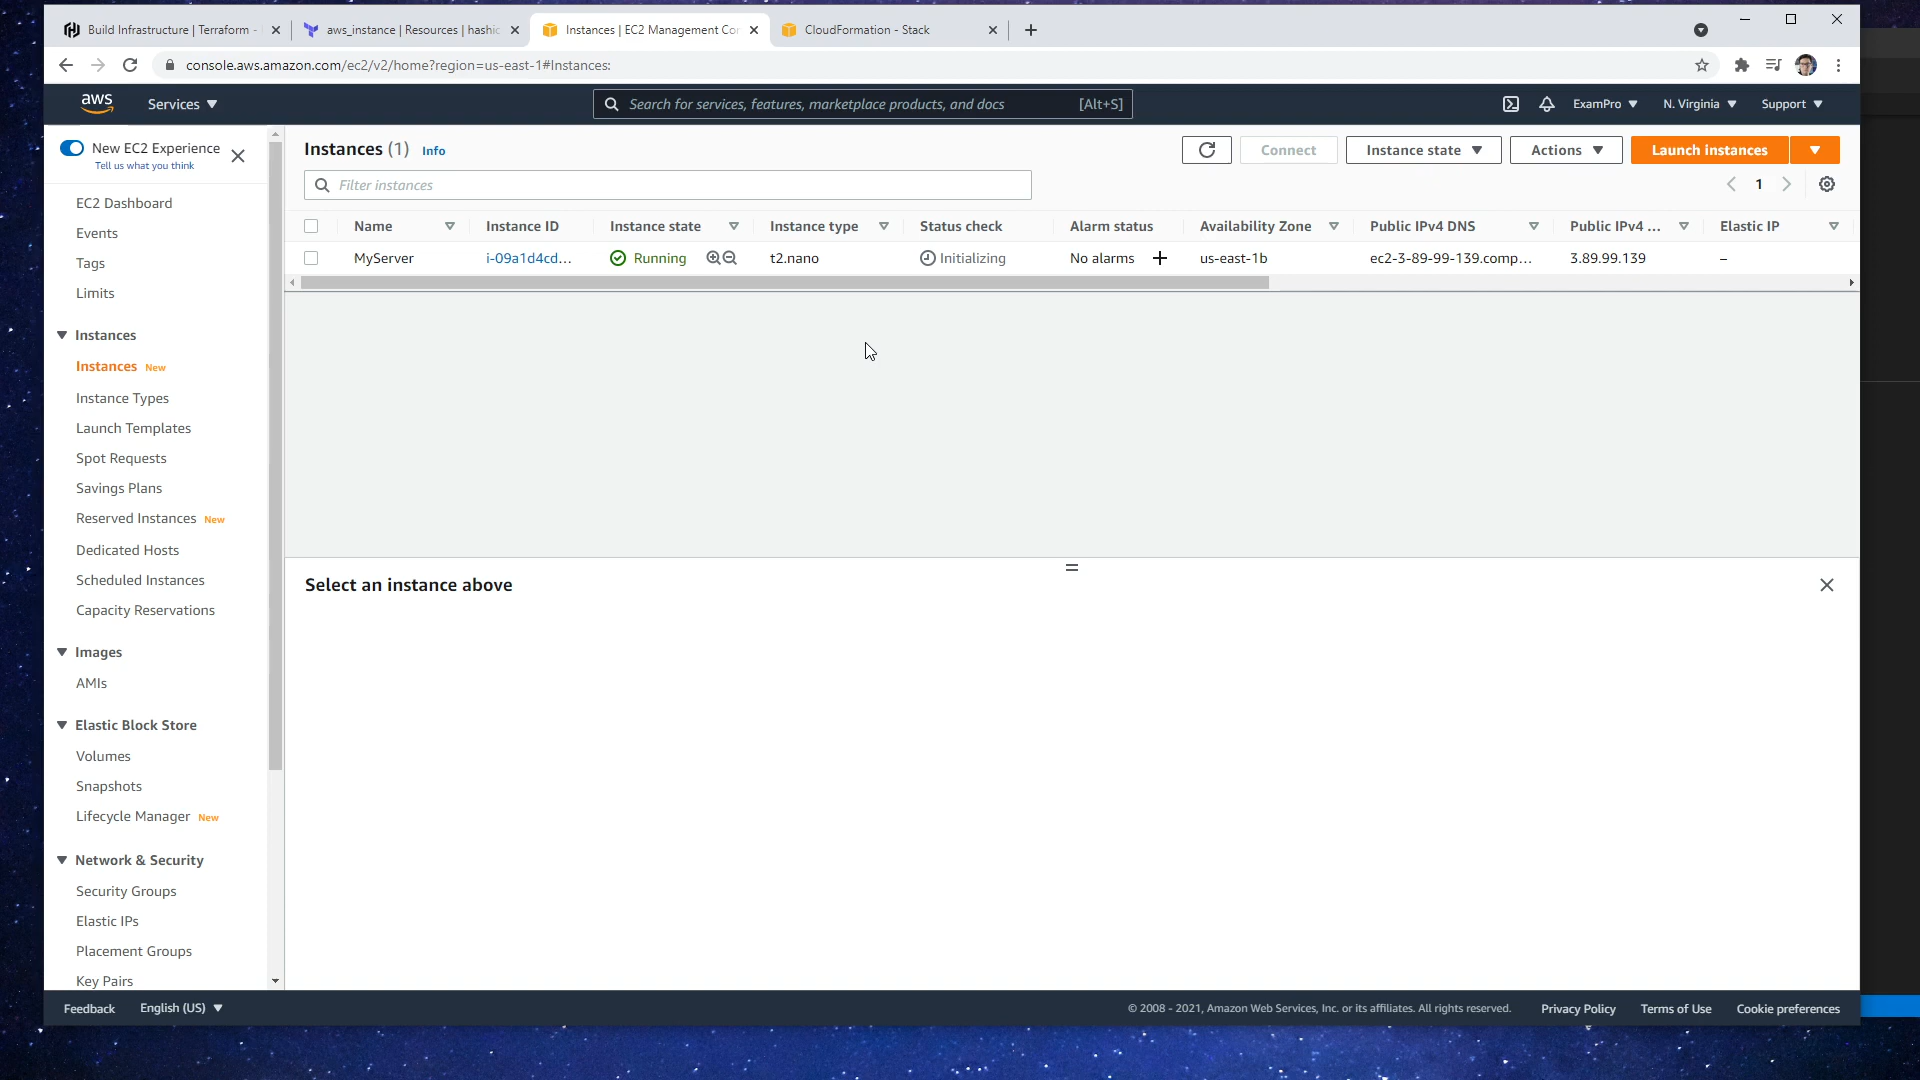 Build Infrastructure | Terraform -
aws_instance | Resources | hashic
Instances | EC2 Management Con
CloudFormation - Stack
console.aws.amazon.com/ec2/v2/home?region=us-east-1#Instances:
aws
Services
Search for services, features, marketplace products, and docs [Alt+S]
ExamPro
N. Virginia
Support
New EC2 Experience
Tell us what you think
EC2 Dashboard
Events
Tags
Limits
Instances
Instances New
Instance Types
Launch Templates
Spot Requests
Savings Plans
Reserved Instances New
Dedicated Hosts
Scheduled Instances
Capacity Reservations
Images
AMIs
Elastic Block Store
Volumes
Snapshots
Lifecycle Manager New
Network & Security
Security Groups
Elastic IPs
Placement Groups
Key Pairs
Instances (1) Info
Connect
Instance state
Actions
Launch instances
Filter instances
1
Name Instance ID Instance state Instance type Status check Alarm status Availability Zone Public IPv4 DNS Public IPv4 ... Elastic IP
MyServer i-09a1d4cd... Running t2.nano Initializing No alarms + us-east-1b ec2-3-89-99-139.comp... 3.89.99.139 –
Select an instance above
Feedback English (US) © 2008 - 2021, Amazon Web Services, Inc. or its affiliates. All rights reserved. Privacy Policy Terms of Use Cookie preferences